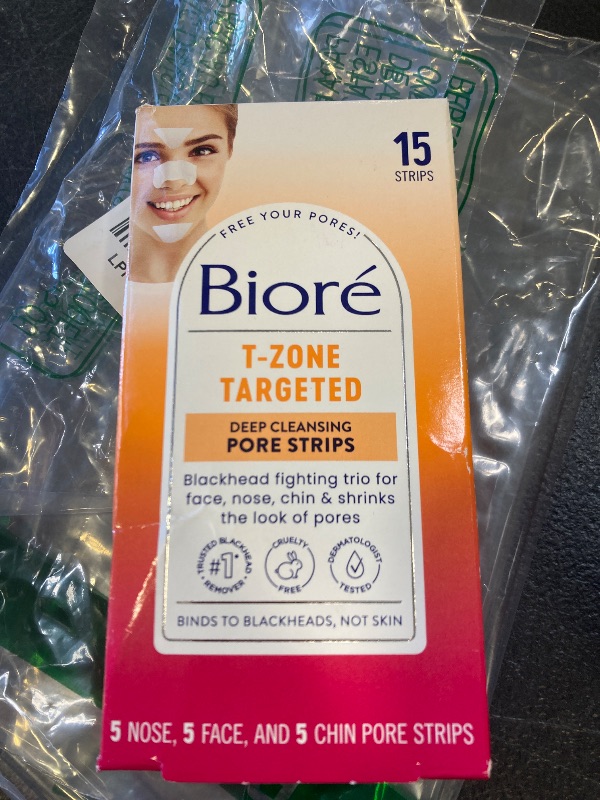 15
STRIPS
FREE YOUR PORES!
Bioré
T-ZONE
TARGETED
DEEP CLEANSING
PORE STRIPS
Blackhead fighting trio for
face, nose, chin & shrinks
the look of pores
TRUSTED BLACKHEAD
#1*
REMOVER
CRUELTY
FREE
DERMATOLOGIST
TESTED
BINDS TO BLACKHEADS, NOT SKIN
5 NOSE, 5 FACE, AND 5 CHIN PORE STRIPS